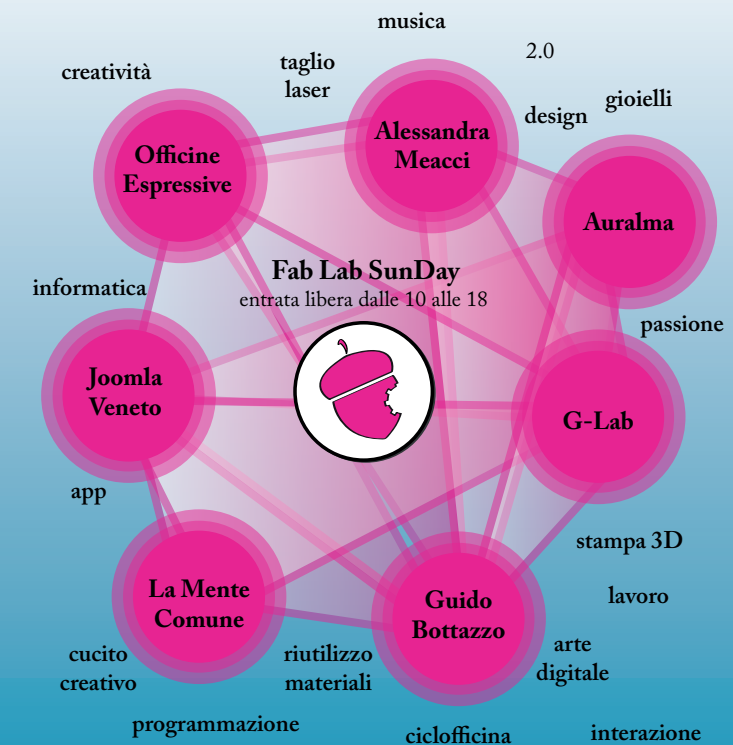 musica
2.0
creatività
taglio
laser
gioielli
design
Alessandra
Meacci
Officine
Espressive
Auralma
Fab Lab SunDay
entrata libera dalle 10 alle 18
informatica
passione
Joomla
Veneto
G-Lab
app
stampa 3D
La Mente
Comune
Guido
Bottazzo
lavoro
cucito
creativo
riutilizzo
materiali
arte
digitale
programmazione
ciclofficina
interazione